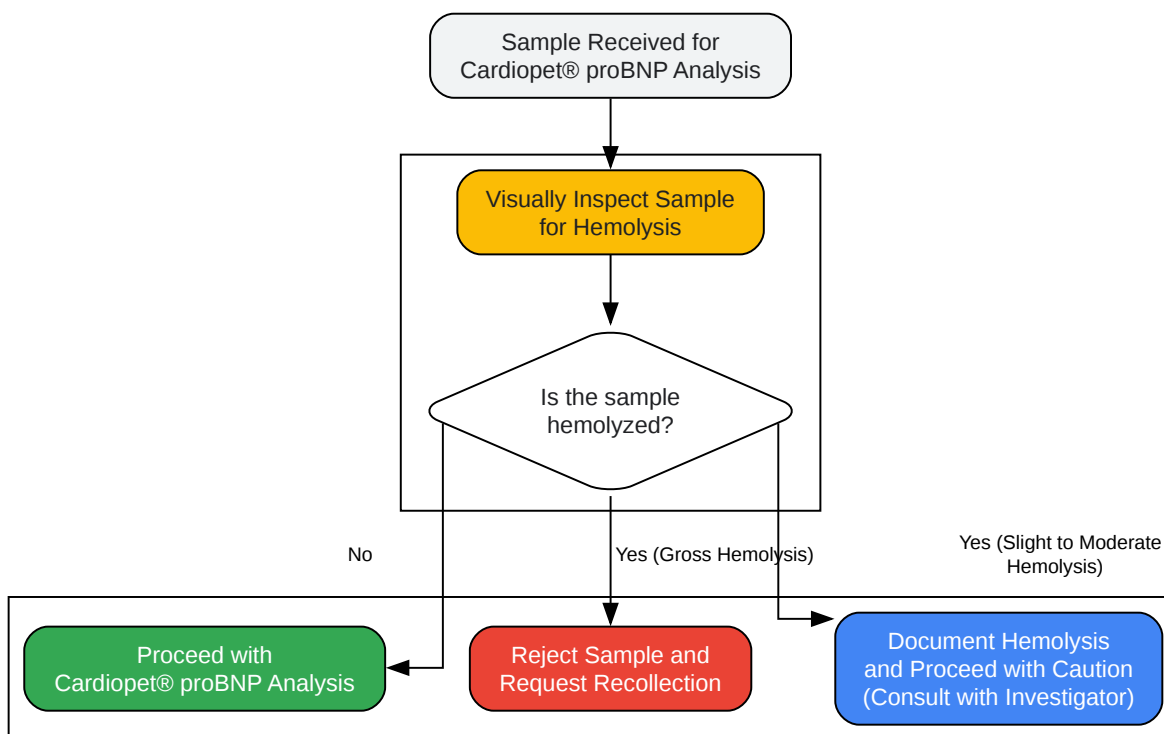 Sample Received for
Cardiopet® proBNP Analysis
Visually Inspect Sample
for Hemolysis
Is the sample
hemolyzed?
No
Yes (Gross Hemolysis)
Yes (Slight to Moderate
Hemolysis)
Proceed with
Cardiopet® proBNP Analysis
Reject Sample and
Request Recollection
Document Hemolysis
and Proceed with Caution
(Consult with Investigator)